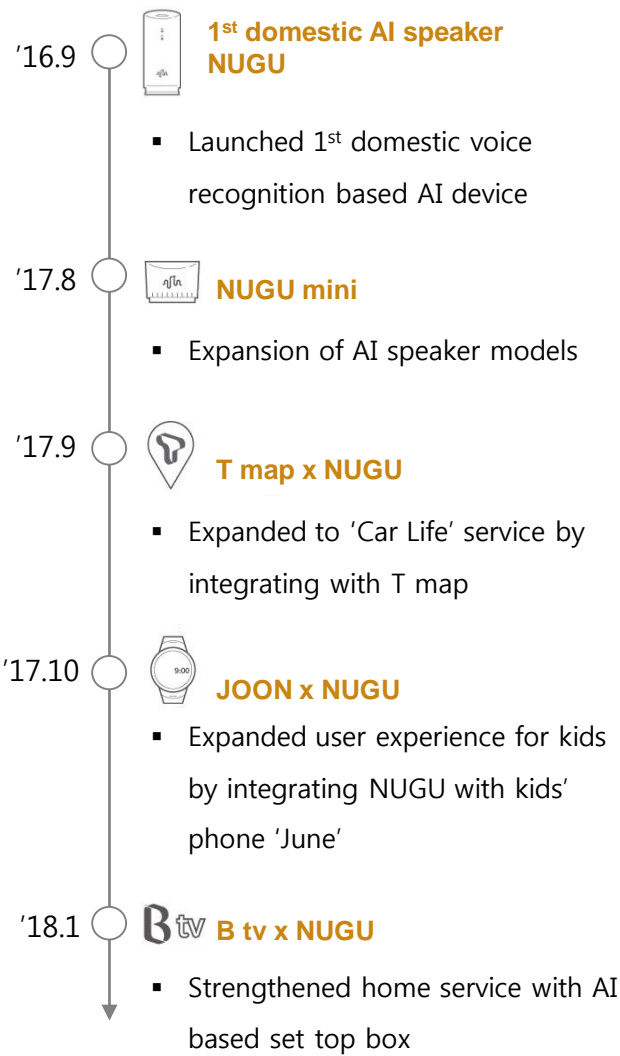 '16.9
1st domestic AI speaker
NUGU
▪ Launched 1st domestic voice
recognition based AI device
'17.8
NUGU mini
▪ Expansion of AI speaker models
'17.9
T map x NUGU
▪ Expanded to 'Car Life' service by
integrating with T map
'17.10
9:00
JOON x NUGU
▪ Expanded user experience for kids
by integrating NUGU with kids'
phone 'June'
'18.1
B tv
B tv x NUGU
▪ Strengthened home service with AI
based set top box